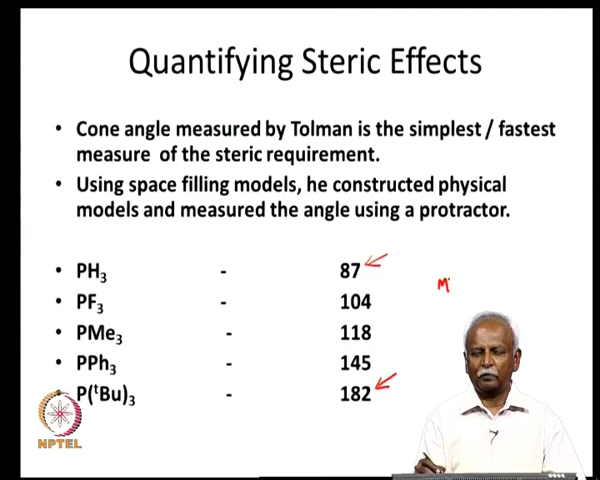 Quantifying Steric Effects
• Cone angle measured by Tolman is the simplest / fastest
measure of the steric requirement.
• Using space filling models, he constructed physical
models and measured the angle using a protractor.
• PH₃ - 87
M
• PF₃ - 104
• PMe₃ - 118
• PPh₃ - 145
• P(ᵗBu)₃ - 182
NPTEL